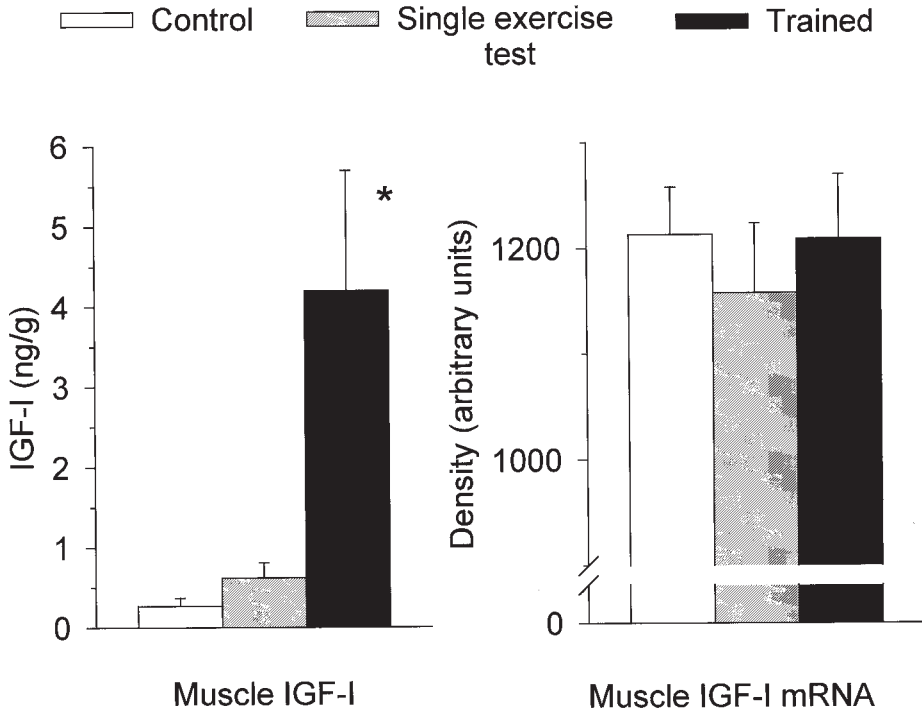 Control
Single exercise
test
Trained
6
5
4
3
2
1
0
IGF-I (ng/g)
*
Muscle IGF-I
1200
1000
0
Density (arbitrary units)
Muscle IGF-I mRNA